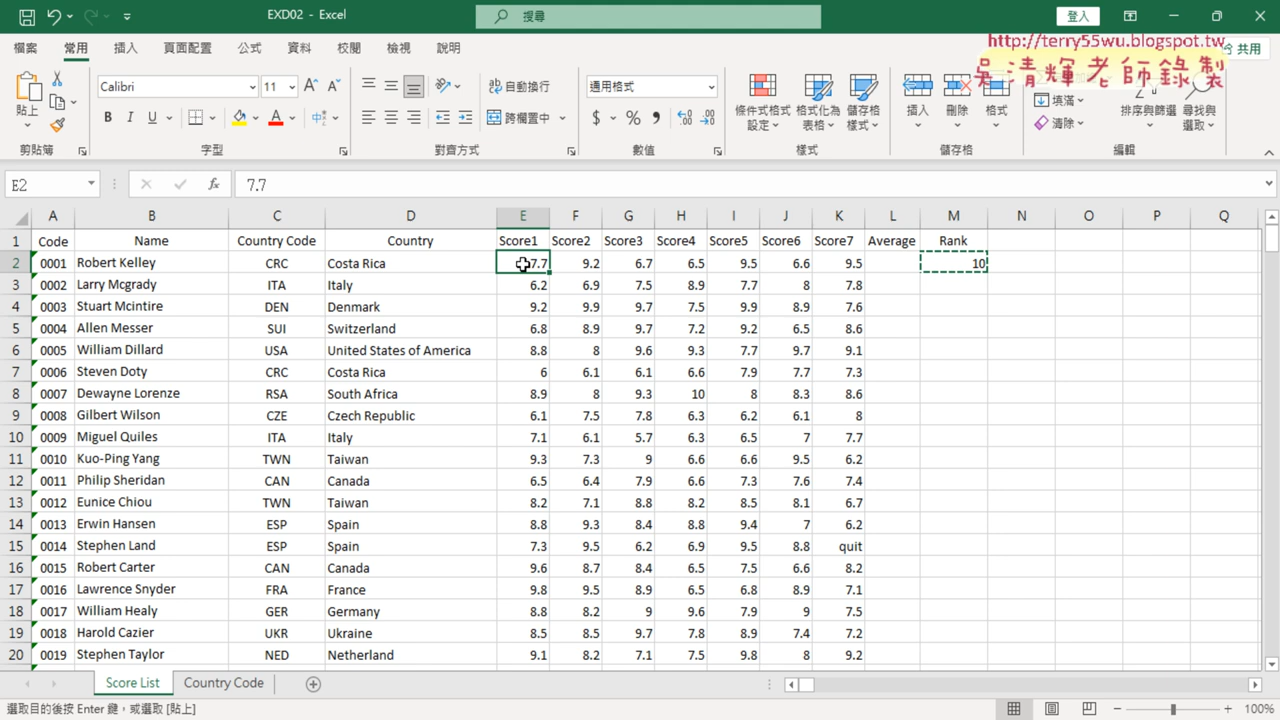 EXD02 - Excel
搜尋
登入
檔案 常用 插入 頁面配置 公式 資料 校閱 檢視 說明
http://terry55wu.blogspot.tw
共用
吳清輝老師錄製
貼上
Calibri 11
B I U
自動換行
跨欄置中
通用格式
$ % ,
條件式格式設定
格式化為表格
儲存格樣式
插入 刪除 格式
填滿
清除
排序與篩選
尋找與選取
剪貼簿 字型 對齊方式 數值 樣式 儲存格 編輯
E2 fx 7.7
A B C D E F G H I J K L M N O P Q
1 Code Name Country Code Country Score1 Score2 Score3 Score4 Score5 Score6 Score7 Average Rank
2 0001 Robert Kelley CRC Costa Rica 7.7 9.2 6.7 6.5 9.5 6.6 9.5 10
3 0002 Larry Mcgrady ITA Italy 6.2 6.9 7.5 8.9 7.7 8 7.8
4 0003 Stuart Mcintire DEN Denmark 9.2 9.9 9.7 7.5 9.9 8.9 7.6
5 0004 Allen Messer SUI Switzerland 6.8 8.9 9.7 7.2 9.2 6.5 8.6
6 0005 William Dillard USA United States of America 8.8 8 9.6 9.3 7.7 9.7 9.1
7 0006 Steven Doty CRC Costa Rica 6 6.1 6.1 6.6 7.9 7.7 7.3
8 0007 Dewayne Lorenze RSA South Africa 8.9 8 9.3 10 8 8.3 8.6
9 0008 Gilbert Wilson CZE Czech Republic 6.1 7.5 7.8 6.3 6.2 6.1 8
10 0009 Miguel Quiles ITA Italy 7.1 6.1 5.7 6.3 6.5 7 7.7
11 0010 Kuo-Ping Yang TWN Taiwan 9.3 7.3 9 6.6 6.6 9.5 6.2
12 0011 Philip Sheridan CAN Canada 6.5 6.4 7.9 6.6 7.3 7.6 7.4
13 0012 Eunice Chiou TWN Taiwan 8.2 7.1 8.8 8.2 8.5 8.1 6.7
14 0013 Erwin Hansen ESP Spain 8.8 9.3 8.4 8.8 9.4 7 6.2
15 0014 Stephen Land ESP Spain 7.3 9.5 6.2 6.9 9.5 8.8 quit
16 0015 Robert Carter CAN Canada 9.6 8.7 8.4 6.5 7.5 6.6 8.2
17 0016 Lawrence Snyder FRA France 9.8 9.5 8.9 6.5 6.8 8.9 7.1
18 0017 William Healy GER Germany 8.8 8.2 9 9.6 7.9 9 7.5
19 0018 Harold Cazier UKR Ukraine 8.5 8.5 9.7 7.8 8.9 7.4 7.2
20 0019 Stephen Taylor NED Netherland 9.1 8.2 7.1 7.5 9.8 8 9.2
Score List Country Code
選取目的後按 Enter 鍵，或選取 [貼上]
100%